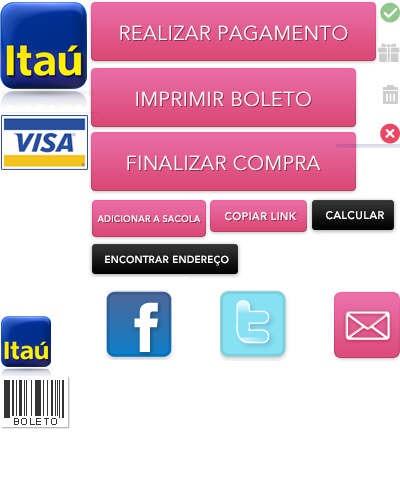 Itaú
REALIZAR PAGAMENTO
IMPRIMIR BOLETO
VISA
FINALIZAR COMPRA
ADICIONAR A SACOLA
COPIAR LINK
CALCULAR
ENCONTRAR ENDEREÇO
f
t
Itaú
BOLETO